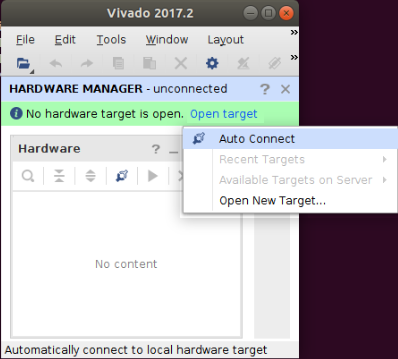 Vivado 2017.2
File Edit Tools Window Layout »
HARDWARE MANAGER - unconnected ? ×
No hardware target is open. Open target
Auto Connect
Recent Targets
Available Targets on Server
Open New Target...
Hardware ? _
No content
Automatically connect to local hardware target